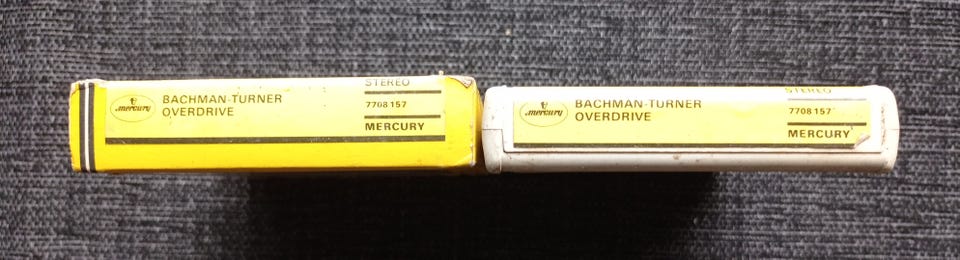 mercury
BACHMAN-TURNER
OVERDRIVE
STEREO
7708 157
MERCURY
mercury
BACHMAN-TURNER
OVERDRIVE
STEREO
7708 157
MERCURY